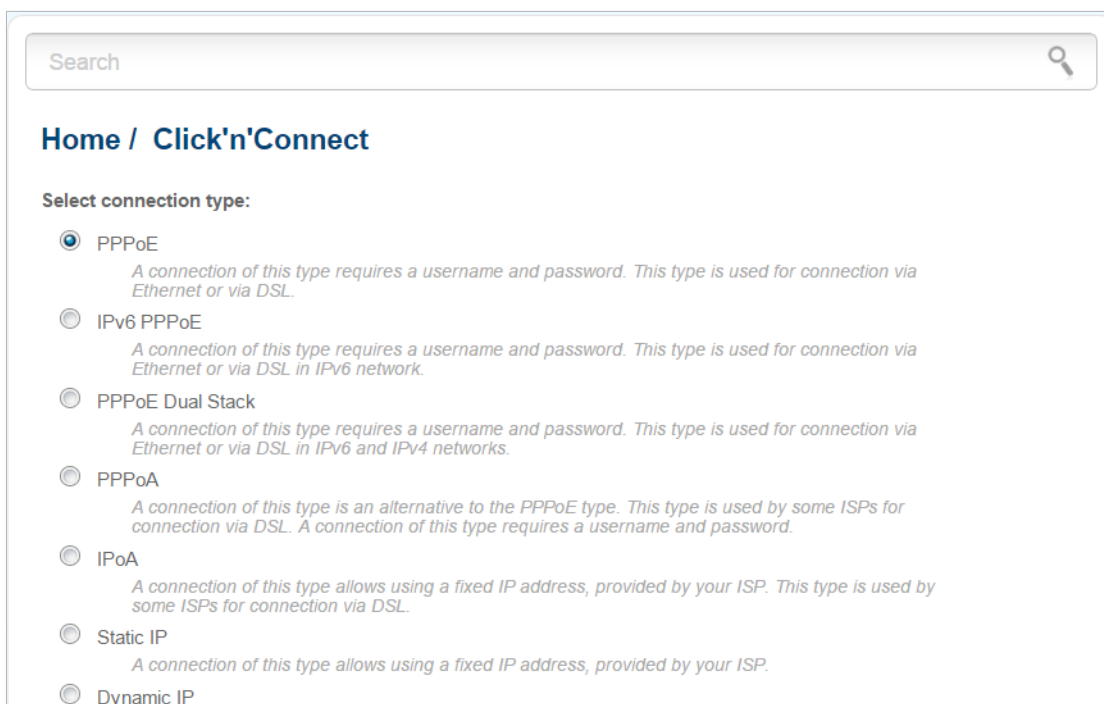 Search
Home / Click'n'Connect
Select connection type:
PPPoE
A connection of this type requires a username and password. This type is used for connection via
Ethernet or via DSL.
IPv6 PPPoE
A connection of this type requires a username and password. This type is used for connection via
Ethernet or via DSL in IPv6 network.
PPPoE Dual Stack
A connection of this type requires a username and password. This type is used for connection via
Ethernet or via DSL in IPv6 and IPv4 networks.
PPPoA
A connection of this type is an alternative to the PPPoE type. This type is used by some ISPs for
connection via DSL. A connection of this type requires a username and password.
IPoA
A connection of this type allows using a fixed IP address, provided by your ISP. This type is used by
some ISPs for connection via DSL.
Static IP
A connection of this type allows using a fixed IP address, provided by your ISP.
Dynamic IP